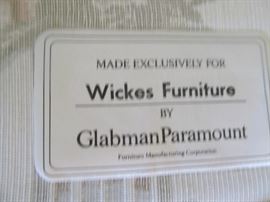 MADE EXCLUSIVELY FOR
Wickes Furniture
BY
GlabmanParamount
Furniture Manufacturing Corporation